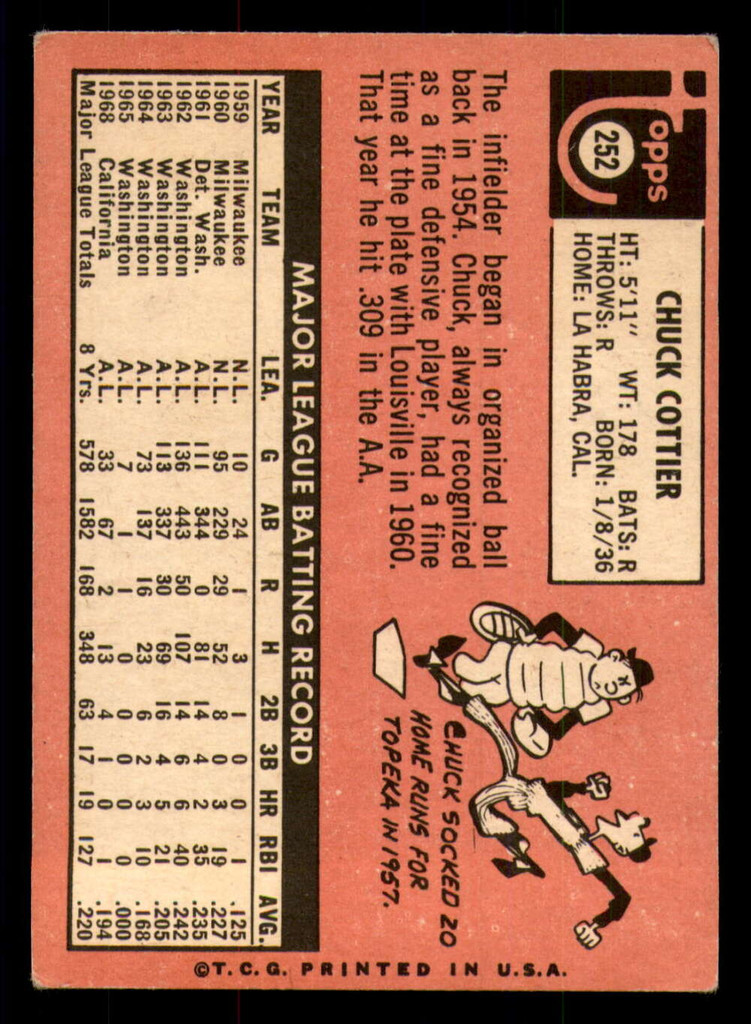 Topps
252
CHUCK COTTIER
HT: 5'11" WT: 178 BATS: R
THROWS: R BORN: 1/8/36
HOME: LA HABRA, CAL.
The infielder began in organized ball
back in 1954. Chuck, always recognized
as a fine defensive player, had a fine
time at the plate with Louisville in 1960.
That year he hit .309 in the A.A.
CHUCK SOCKED 20
HOME RUNS FOR
TOPEKA IN 1957.
MAJOR LEAGUE BATTING RECORD
YEAR TEAM LEA. G AB R H 2B 3B HR RBI AVG.
1959 Milwaukee N.L. 10 24 1 3 1 0 0 1 .125
1960 Milwaukee N.L. 95 229 29 52 8 0 3 19 .227
1961 Det. Wash. A.L. 111 344 0 81 14 4 2 35 .235
1962 Washington A.L. 136 443 50 107 14 6 6 40 .242
1963 Washington A.L. 113 337 30 69 16 4 5 21 .205
1964 Washington A.L. 73 137 16 23 6 2 3 10 .168
1965 Washington A.L. 7 1 1 0 0 0 0 0 .000
1968 California A.L. 33 67 2 13 4 1 0 1 .194
Major League Totals 8 Yrs. 578 1582 168 348 63 17 19 127 .220
©T.C.G. PRINTED IN U.S.A.